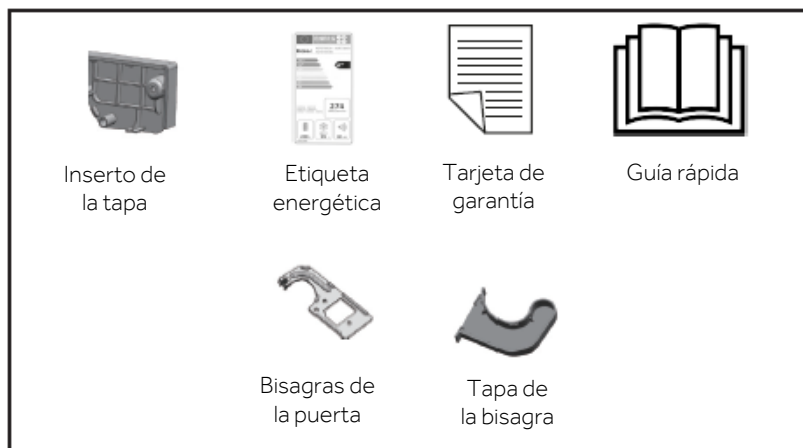 274
Inserto de
la tapa
Etiqueta
energética
Tarjeta de
garantía
Guía rápida
Bisagras de
la puerta
Tapa de
la bisagra